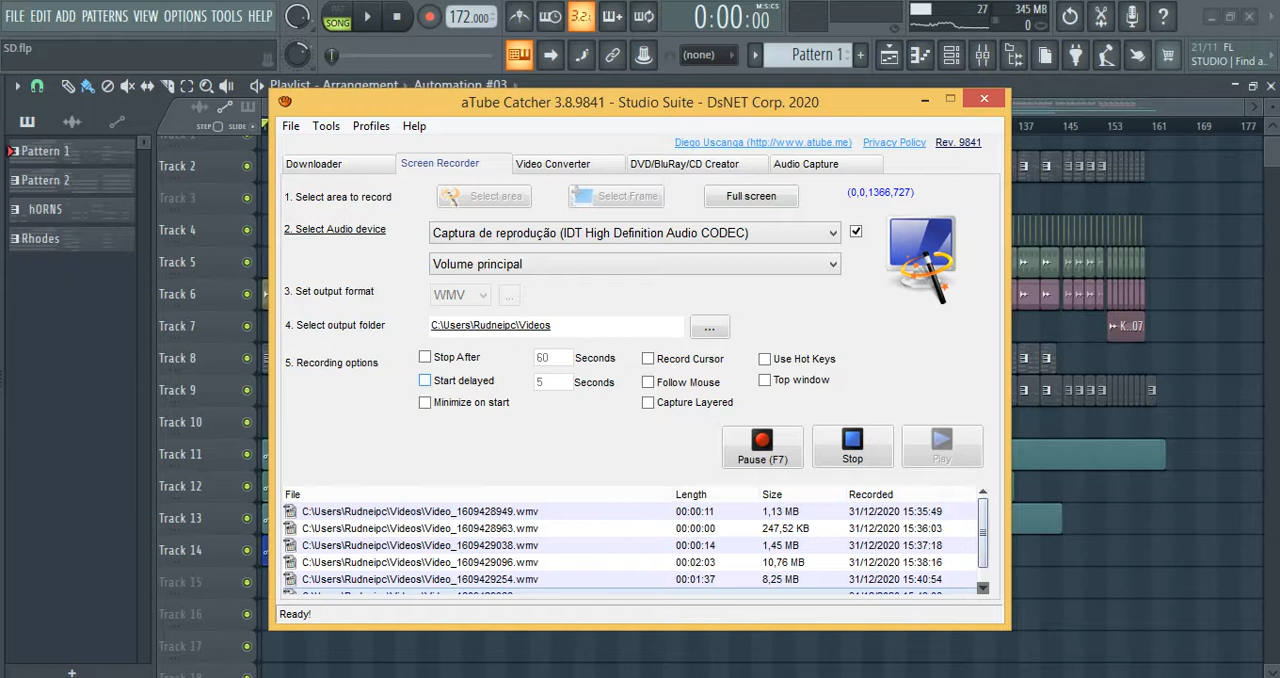 FILE EDIT ADD PATTERNS VIEW OPTIONS TOOLS HELP
PAT
SONG
172.000
3.2
0:00:00
M:S:CS
27
345 MB
0
SD.flp
(none)
Pattern 1
21/11 FL
STUDIO | Find a...
Playlist - Arrangement › Automation #03
STEP SLIDE
137 145 153 161 169 177
Pattern 1
Pattern 2
hORNS
Rhodes
Track 2
Track 3
Track 4
Track 5
Track 6
Track 7
K...07
Track 8
Track 9
Track 10
Track 11
Track 12
Track 13
Track 14
Track 15
Track 16
Track 17
aTube Catcher 3.8.9841 - Studio Suite - DsNET Corp. 2020
File Tools Profiles Help
Diego Uscanga (http://www.atube.me) Privacy Policy Rev. 9841
Downloader Screen Recorder Video Converter DVD/BluRay/CD Creator Audio Capture
1. Select area to record Select area Select Frame Full screen (0,0,1366,727)
2. Select Audio device Captura de reprodução (IDT High Definition Audio CODEC)
Volume principal
3. Set output format WMV ...
4. Select output folder C:\Users\Rudneipc\Videos ...
5. Recording options
Stop After 60 Seconds Record Cursor Use Hot Keys
Start delayed 5 Seconds Follow Mouse Top window
Minimize on start Capture Layered
Pause (F7) Stop Play
File Length Size Recorded
C:\Users\Rudneipc\Videos\Video_1609428949.wmv 00:00:11 1,13 MB 31/12/2020 15:35:49
C:\Users\Rudneipc\Videos\Video_1609428963.wmv 00:00:00 247,52 KB 31/12/2020 15:36:03
C:\Users\Rudneipc\Videos\Video_1609429038.wmv 00:00:14 1,45 MB 31/12/2020 15:37:18
C:\Users\Rudneipc\Videos\Video_1609429096.wmv 00:02:03 10,76 MB 31/12/2020 15:38:16
C:\Users\Rudneipc\Videos\Video_1609429254.wmv 00:01:37 8,25 MB 31/12/2020 15:40:54
Ready!